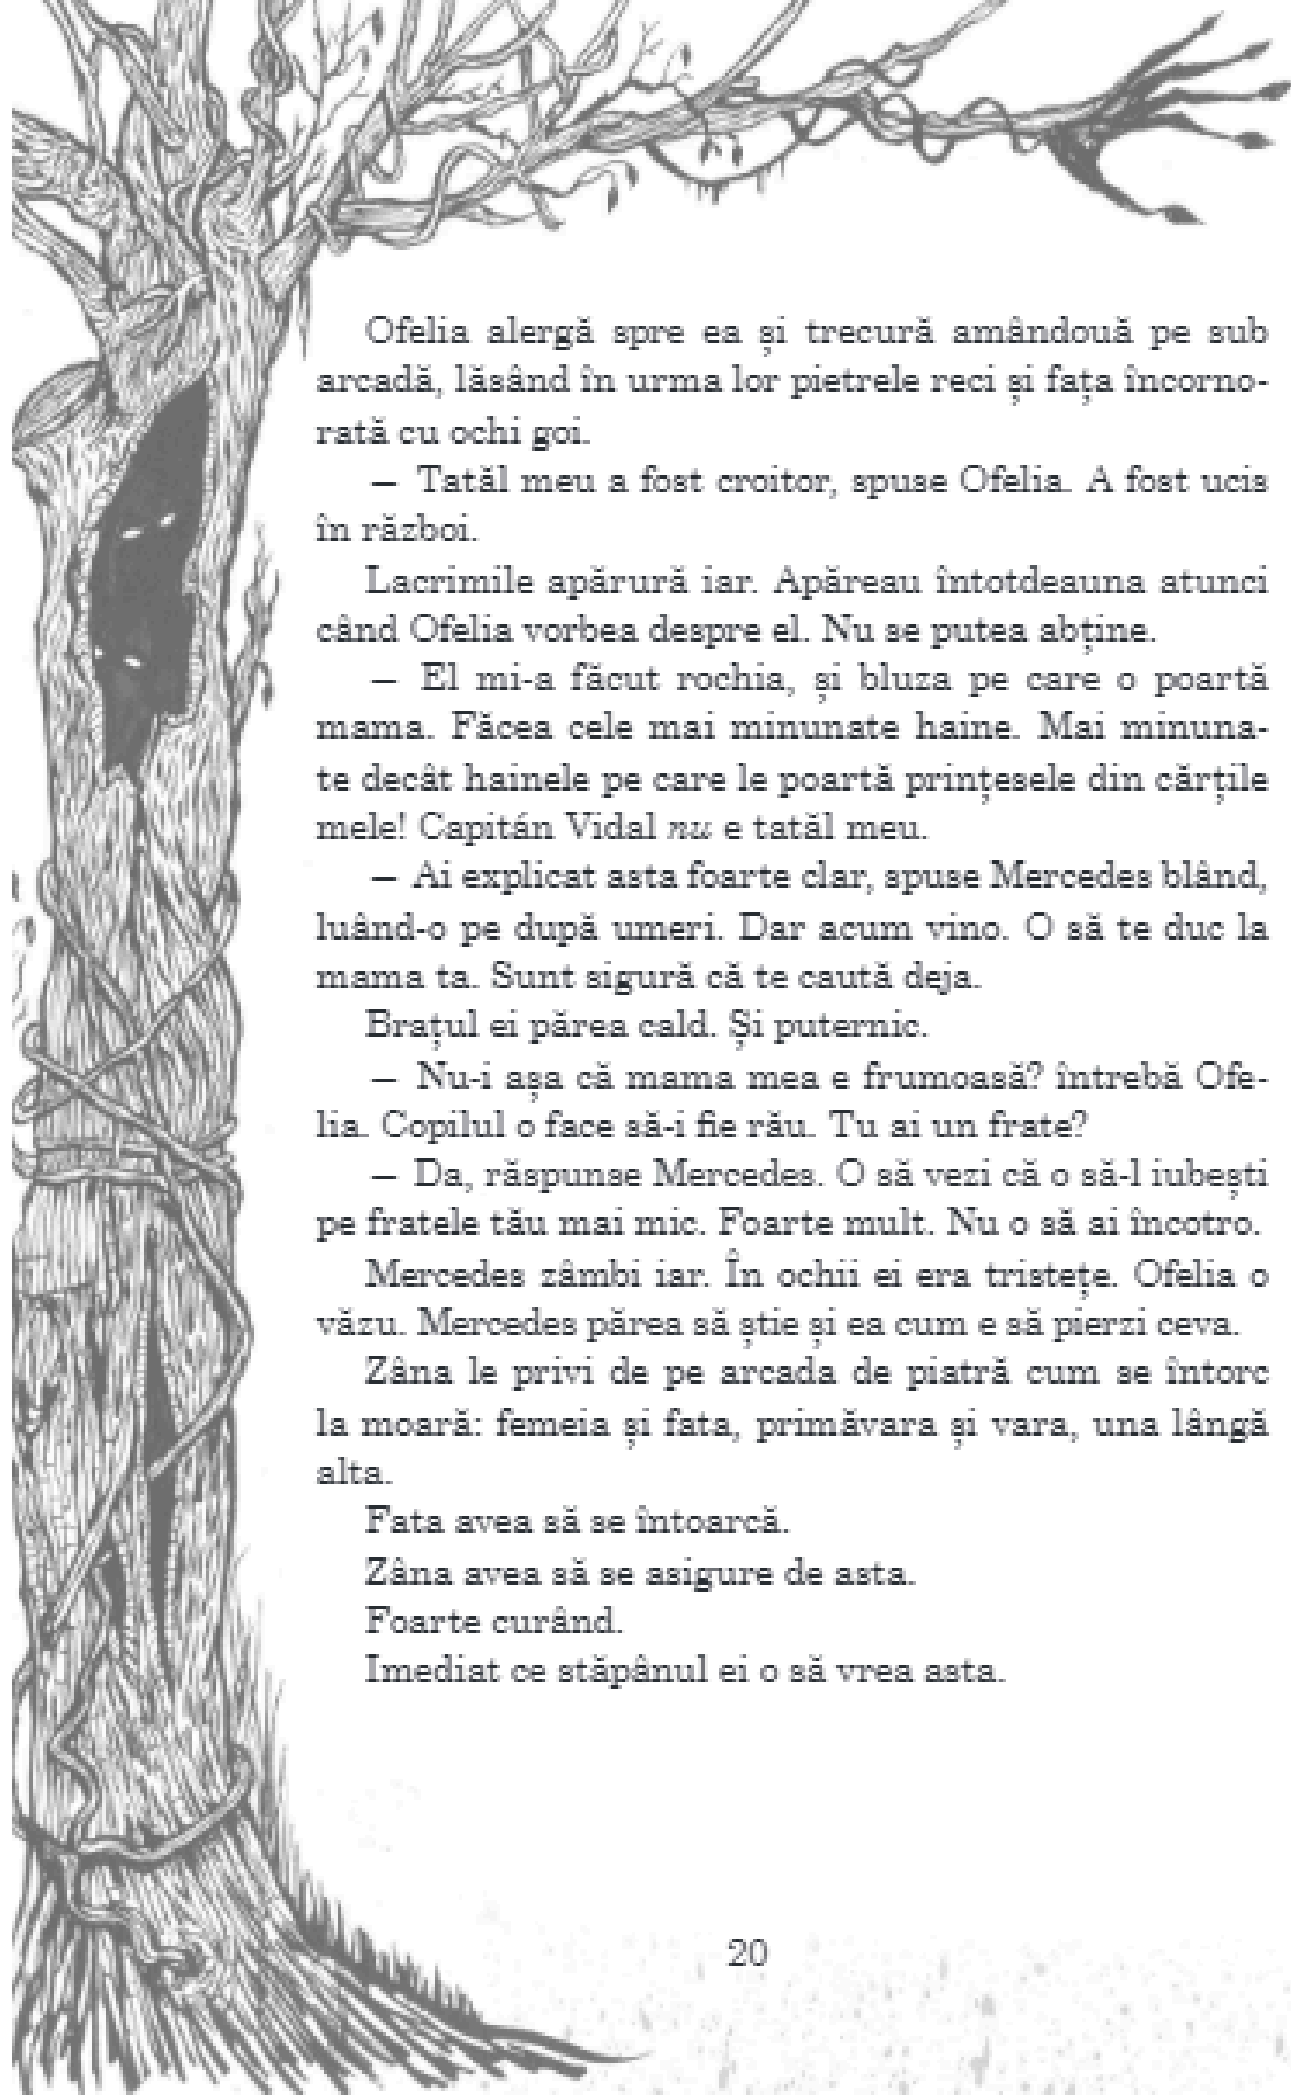 Ofelia alergă spre ea și trecură amândouă pe sub
arcadă, lăsând în urma lor pietrele reci și fața încorno-
rată cu ochi goi.
— Tatăl meu a fost croitor, spuse Ofelia. A fost ucis
în război.
Lacrimile apărură iar. Apăreau întotdeauna atunci
când Ofelia vorbea despre el. Nu se putea abține.
— El mi-a făcut rochia, și bluza pe care o poartă
mama. Făcea cele mai minunate haine. Mai minuna-
te decât hainele pe care le poartă prințesele din cărțile
mele! Capitán Vidal nu e tatăl meu.
— Ai explicat asta foarte clar, spuse Mercedes blând,
luând-o pe după umeri. Dar acum vino. O să te duc la
mama ta. Sunt sigură că te caută deja.
Brațul ei părea cald. Și puternic.
— Nu-i așa că mama mea e frumoasă? întrebă Ofe-
lia. Copilul o face să-i fie rău. Tu ai un frate?
— Da, răspunse Mercedes. O să vezi că o să-l iubești
pe fratele tău mai mic. Foarte mult. Nu o să ai încotro.
Mercedes zâmbi iar. În ochii ei era tristețe. Ofelia o
văzu. Mercedes părea să știe și ea cum e să pierzi ceva.
Zâna le privi de pe arcada de piatră cum se întorc
la moară: femeia și fata, primăvara și vara, una lângă
alta.
Fata avea să se întoarcă.
Zâna avea să se asigure de asta.
Foarte curând.
Imediat ce stăpânul ei o să vrea asta.
20